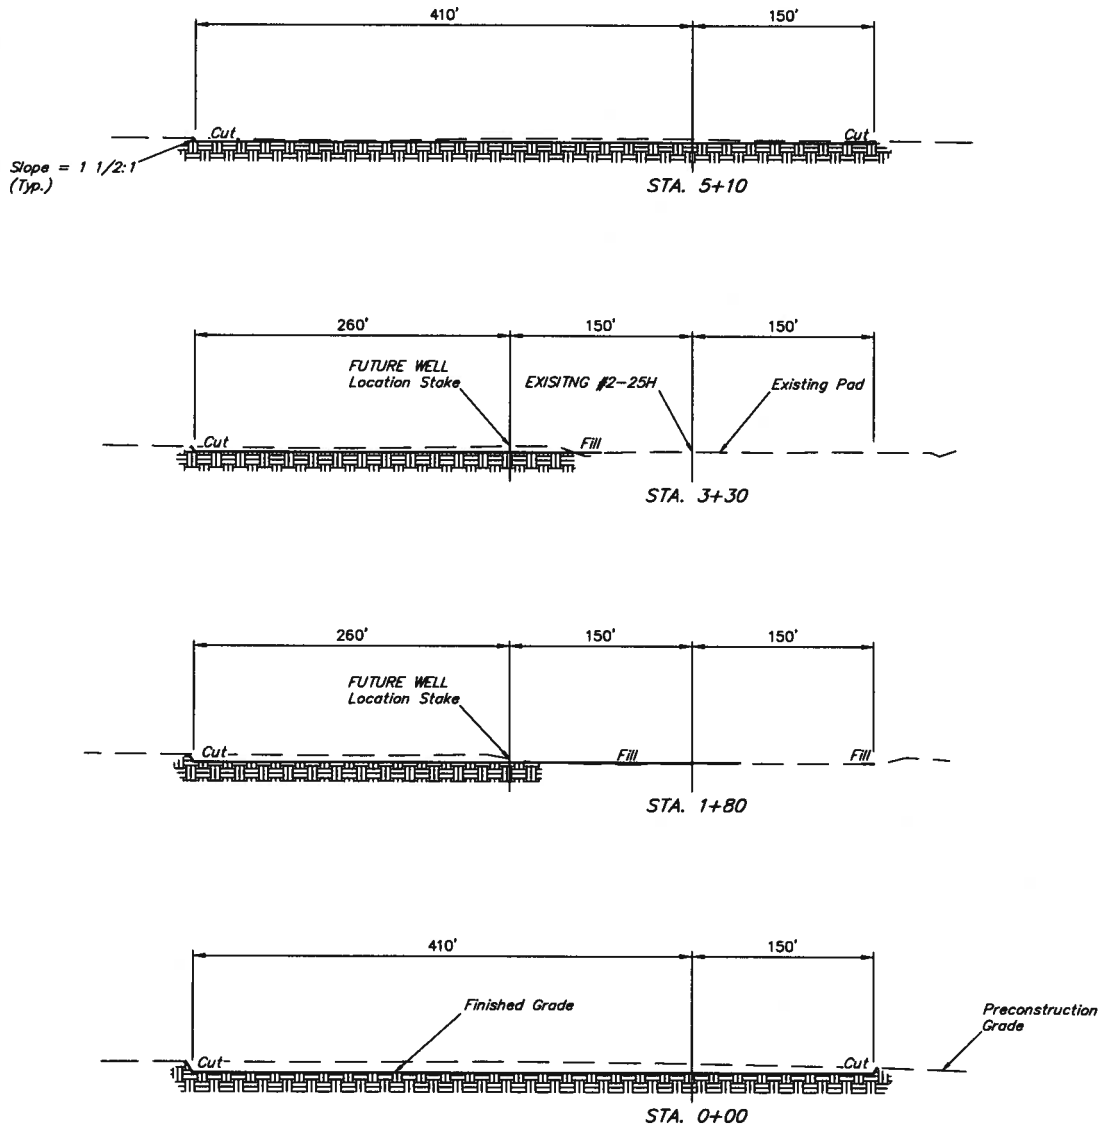 410'
150'
Cut
Cut
Slope = 1 1/2:1
(Typ.)
STA. 5+10
260'
150'
150'
FUTURE WELL
Location Stake
EXISITNG #2-25H
Existing Pad
Cut
Fill
STA. 3+30
260'
150'
150'
FUTURE WELL
Location Stake
Cut
Fill
Fill
STA. 1+80
410'
150'
Finished Grade
Preconstruction
Grade
Cut
Cut
STA. 0+00